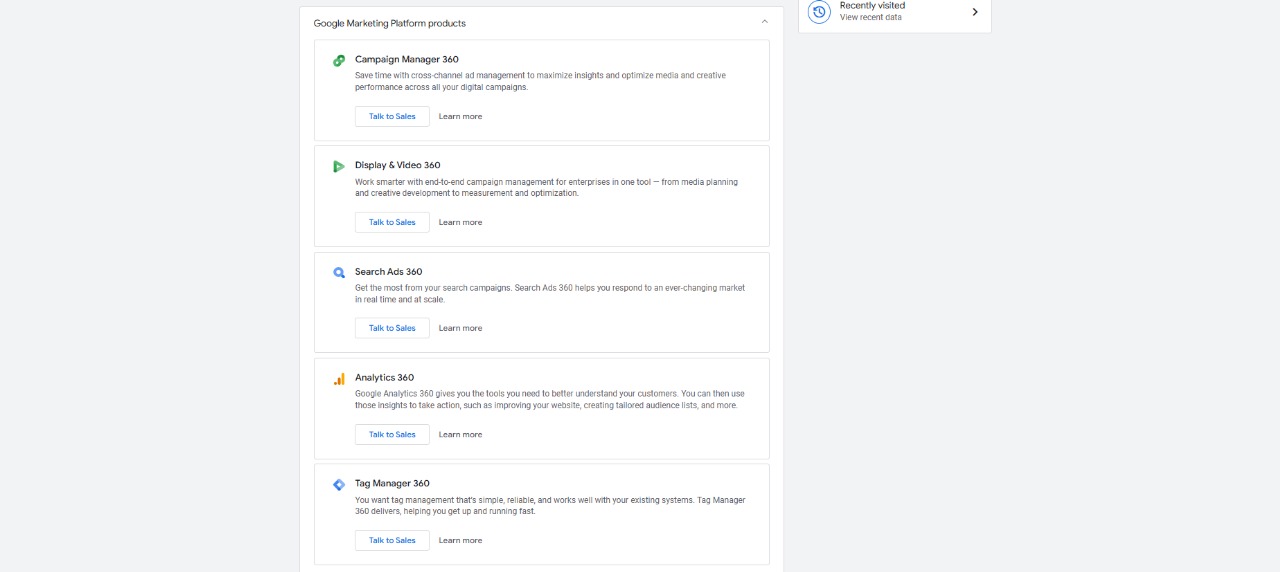 Google Marketing Platform products
Campaign Manager 360
Save time with cross-channel ad management to maximize insights and optimize media and creative
performance across all your digital campaigns.
Talk to Sales Learn more
Display & Video 360
Work smarter with end-to-end campaign management for enterprises in one tool — from media planning
and creative development to measurement and optimization.
Talk to Sales Learn more
Search Ads 360
Get the most from your search campaigns. Search Ads 360 helps you respond to an ever-changing market
in real time and at scale.
Talk to Sales Learn more
Analytics 360
Google Analytics 360 gives you the tools you need to better understand your customers. You can then use
those insights to take action, such as improving your website, creating tailored audience lists, and more.
Talk to Sales Learn more
Tag Manager 360
You want tag management that's simple, reliable, and works well with your existing systems. Tag Manager
360 delivers, helping you get up and running fast.
Talk to Sales Learn more
Recently visited
View recent data